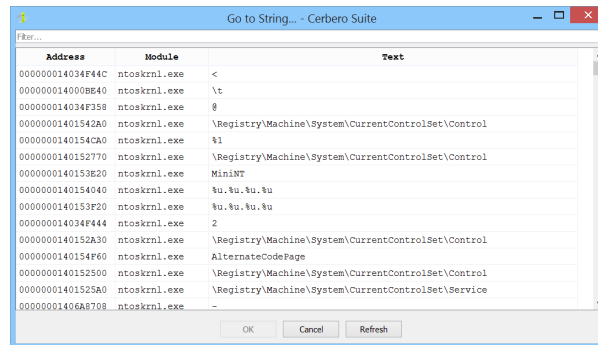 Go to String... - Cerbero Suite
Filter...
Address Module Text
000000014034F44C ntoskrnl.exe <
000000014000BE40 ntoskrnl.exe \t
000000014034F358 ntoskrnl.exe @
00000001401542A0 ntoskrnl.exe \Registry\Machine\System\CurrentControlSet\Control
0000000140154CA0 ntoskrnl.exe %1
0000000140152770 ntoskrnl.exe \Registry\Machine\System\CurrentControlSet\Control
0000000140153E20 ntoskrnl.exe MiniNT
0000000140154040 ntoskrnl.exe %u.%u.%u.%u
0000000140153F20 ntoskrnl.exe %u.%u.%u.%u
000000014034F444 ntoskrnl.exe 2
0000000140152A30 ntoskrnl.exe \Registry\Machine\System\CurrentControlSet\Control
0000000140154F60 ntoskrnl.exe AlternateCodePage
0000000140152500 ntoskrnl.exe \Registry\Machine\System\CurrentControlSet\Control
00000001401525A0 ntoskrnl.exe \Registry\Machine\System\CurrentControlSet\Service
00000001406A8708 ntoskrnl.exe -
OK Cancel Refresh